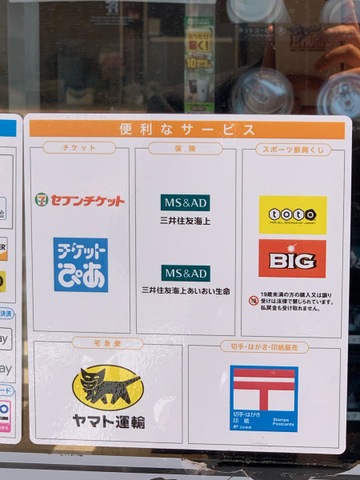 便利なサービス
チケット
保険
スポーツ振興くじ
セブンチケット
チケット
ぴあ
MS&AD
三井住友海上
MS&AD
三井住友海上あいおい生命
toto
BIG
19歳未満の方の購入又は譲り
受けは法律で禁じられています。
払戻金も受け取れません。
宅急便
ヤマト運輸
切手・はがき・印紙販売
切手・はがき
印紙
Stamps
Postcards